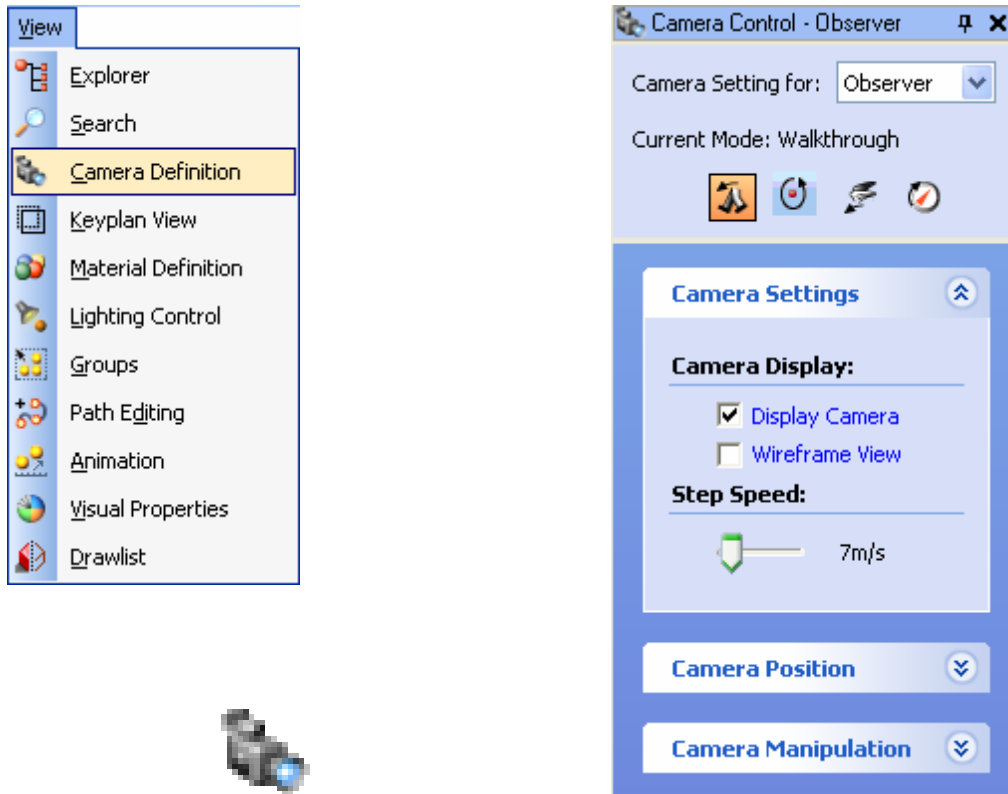 View
Explorer
Search
Camera Definition
Keyplan View
Material Definition
Lighting Control
Groups
Path Editing
Animation
Visual Properties
Drawlist
Camera Control - Observer
Camera Setting for: Observer
Current Mode: Walkthrough
Camera Settings
Camera Display:
Display Camera
Wireframe View
Step Speed:
7m/s
Camera Position
Camera Manipulation